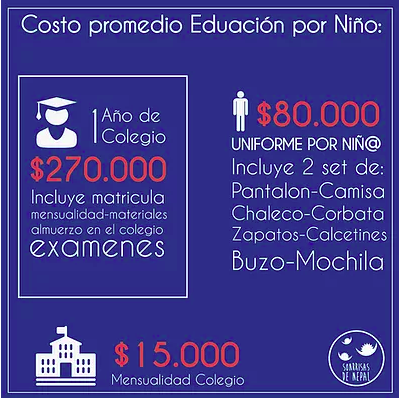 Costo promedio Eduación por Niño:
1 Año de
Colegio
$270.000
Incluye matricula
mensualidad-materiales
almuerzo en el colegio
examenes
$80.000
UNIFORME POR NIÑ@
Incluye 2 set de:
Pantalon-Camisa
Chaleco-Corbata
Zapatos-Calcetines
Buzo-Mochila
$15.000
Mensualidad Colegio
SONRISAS
DE NEPAL